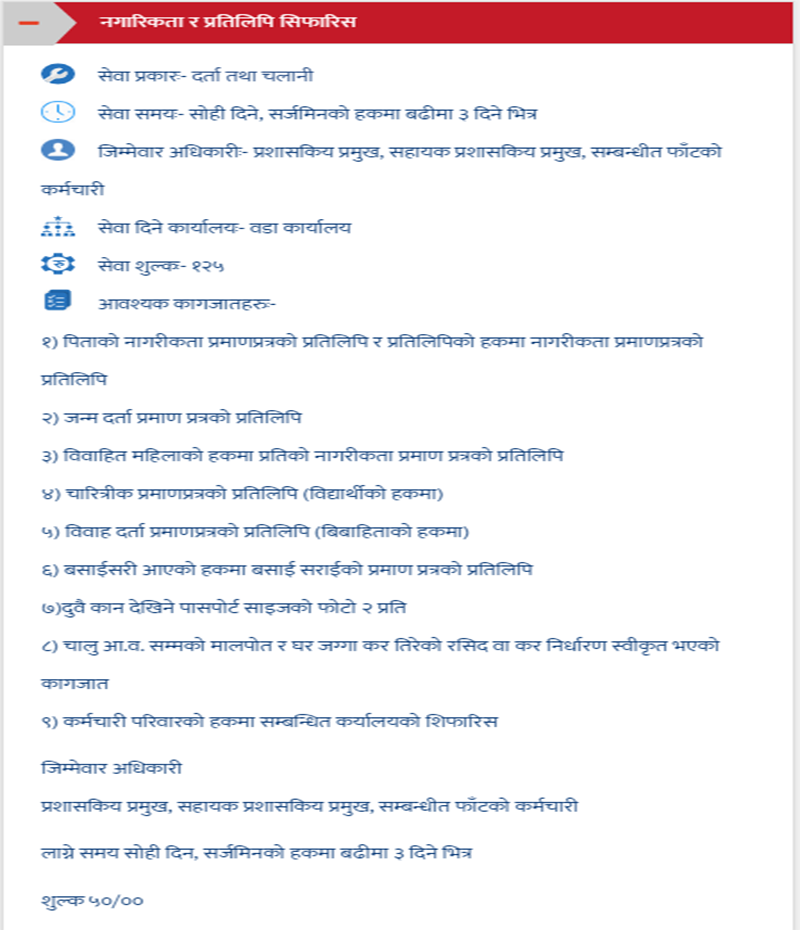 नगारिकता र प्रतिलिपि सिफारिस
सेवा प्रकारः- दर्ता तथा चलानी
सेवा समयः- सोही दिने, सर्जमिनको हकमा बढीमा ३ दिने भित्र
जिम्मेवार अधिकारीः- प्रशासकिय प्रमुख, सहायक प्रशासकिय प्रमुख, सम्बन्धीत फाँटको
कर्मचारी
सेवा दिने कार्यालयः- वडा कार्यालय
सेवा शुल्कः- १२५
आवश्यक कागजातहरुः-
१) पिताको नागरीकता प्रमाणप्रत्रको प्रतिलिपि र प्रतिलिपिको हकमा नागरीकता प्रमाणप्रत्रको
प्रतिलिपि
२) जन्म दर्ता प्रमाण प्रत्रको प्रतिलिपि
३) विवाहित महिलाको हकमा प्रतिको नागरीकता प्रमाण प्रत्रको प्रतिलिपि
४) चारित्रीक प्रमाणप्रत्रको प्रतिलिपि (विद्यार्थीको हकमा)
५) विवाह दर्ता प्रमाणप्रत्रको प्रतिलिपि (बिबाहिताको हकमा)
६) बसाईसरी आएको हकमा बसाई सराईको प्रमाण प्रत्रको प्रतिलिपि
७)दुवै कान देखिने पासपोर्ट साइजको फोटो २ प्रति
८) चालु आ.व. सम्मको मालपोत र घर जग्गा कर तिरेको रसिद वा कर निर्धारण स्वीकृत भएको
कागजात
९) कर्मचारी परिवारको हकमा सम्बन्धित कर्यालयको शिफारिस
जिम्मेवार अधिकारी
प्रशासकिय प्रमुख, सहायक प्रशासकिय प्रमुख, सम्बन्धीत फाँटको कर्मचारी
लाग्ने समय सोही दिन, सर्जमिनको हकमा बढीमा ३ दिने भित्र
शुल्क ५०/००